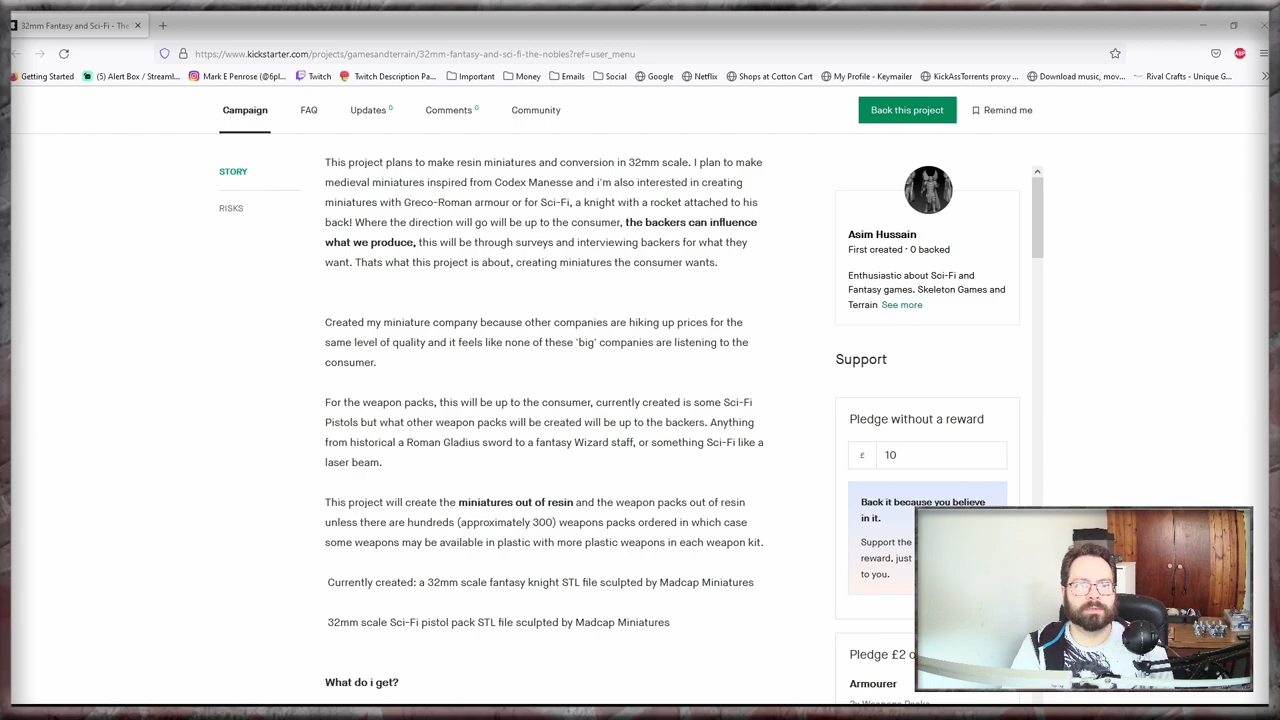 32mm Fantasy and Sci-Fi - The
https://www.kickstarter.com/projects/gamesandterrain/32mm-fantasy-and-sci-fi-the-nobles?ref=user_menu
Getting Started (5) Alert Box / Streaml... Mark E Penrose (@6pl... Twitch Twitch Description Pa... Important Money Emails Social Google Netflix Shops at Cotton Cart My Profile - Keymailer KickAssTorrents proxy ... Download music, mov... Rival Crafts - Unique G...
Campaign FAQ Updates 0 Comments 0 Community Back this project Remind me
STORY
RISKS
This project plans to make resin miniatures and conversion in 32mm scale. I plan to make
medieval miniatures inspired from Codex Manesse and i'm also interested in creating
miniatures with Greco-Roman armour or for Sci-Fi, a knight with a rocket attached to his
back! Where the direction will go will be up to the consumer, the backers can influence
what we produce, this will be through surveys and interviewing backers for what they
want. Thats what this project is about, creating miniatures the consumer wants.
Created my miniature company because other companies are hiking up prices for the
same level of quality and it feels like none of these 'big' companies are listening to the
consumer.
For the weapon packs, this will be up to the consumer, currently created is some Sci-Fi
Pistols but what other weapon packs will be created will be up to the backers. Anything
from historical a Roman Gladius sword to a fantasy Wizard staff, or something Sci-Fi like a
laser beam.
This project will create the miniatures out of resin and the weapon packs out of resin
unless there are hundreds (approximately 300) weapons packs ordered in which case
some weapons may be available in plastic with more plastic weapons in each weapon kit.
Currently created: a 32mm scale fantasy knight STL file sculpted by Madcap Miniatures
32mm scale Sci-Fi pistol pack STL file sculpted by Madcap Miniatures
What do i get?
Asim Hussain
First created · 0 backed
Enthusiastic about Sci-Fi and
Fantasy games. Skeleton Games and
Terrain See more
Support
Pledge without a reward
£ 10
Back it because you believe
in it.
Support the
reward, just
to you.
Pledge £2 o
Armourer